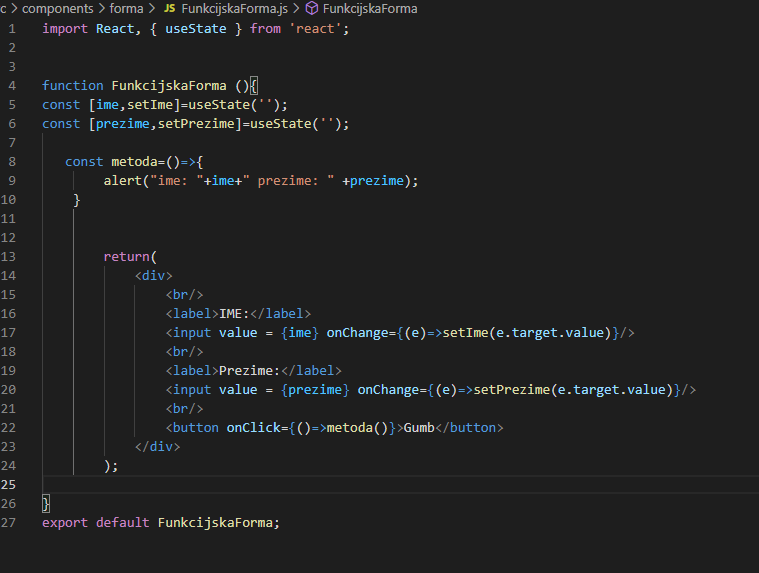 c > components > forma > JS FunkcijskaForma.js > FunkcijskaForma
1 import React, { useState } from 'react';
2
3
4 function FunkcijskaForma (){
5 const [ime,setIme]=useState('');
6 const [prezime,setPrezime]=useState('');
7
8 const metoda=()=>{
9 alert("ime: "+ime+" prezime: " +prezime);
10 }
11
12
13 return(
14 <div>
15 <br/>
16 <label>IME:</label>
17 <input value = {ime} onChange={(e)=>setIme(e.target.value)}/>
18 <br/>
19 <label>Prezime:</label>
20 <input value = {prezime} onChange={(e)=>setPrezime(e.target.value)}/>
21 <br/>
22 <button onClick={()=>metoda()}>Gumb</button>
23 </div>
24 );
25
26 }
27 export default FunkcijskaForma;